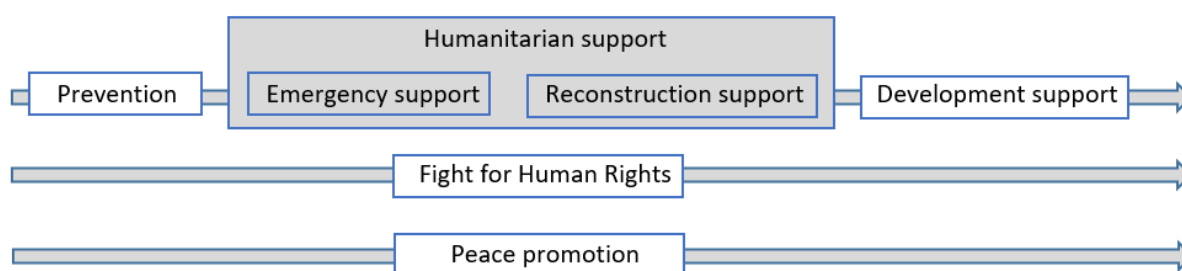 Humanitarian support
Prevention
Emergency support
Reconstruction support
Development support
Fight for Human Rights
Peace promotion